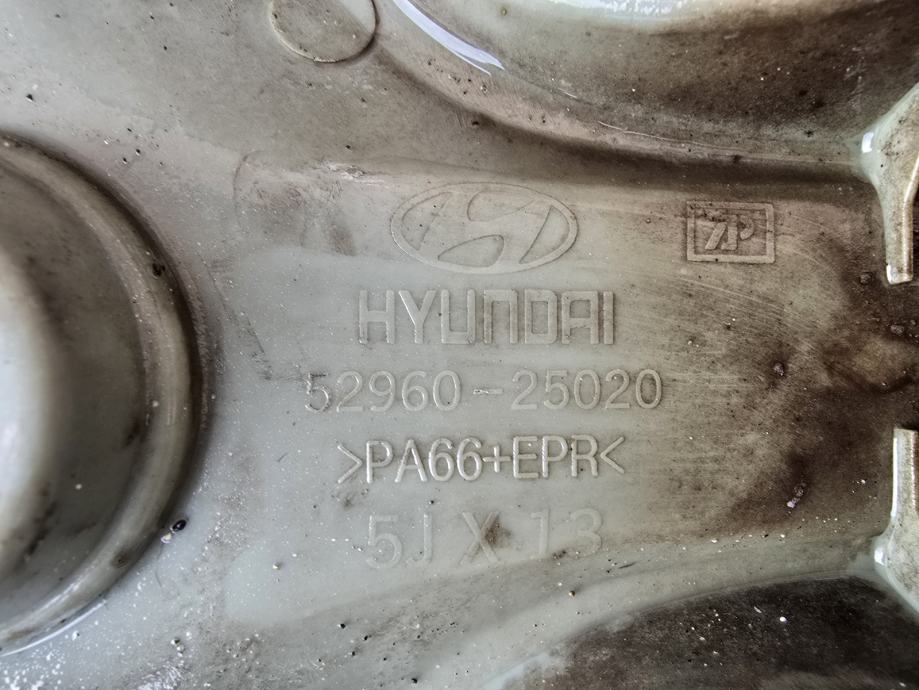 HYUNDAI
52960-25020
>PA66+EPR<
5J X 13